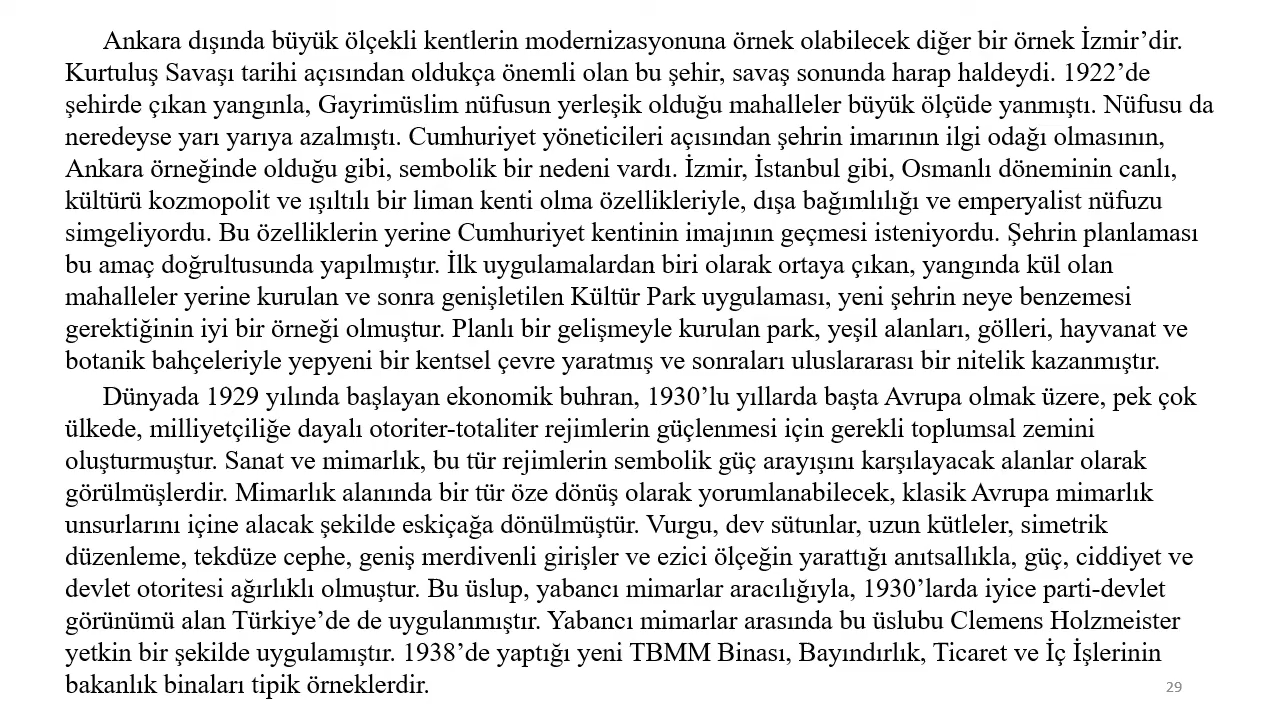 Ankara dışında büyük ölçekli kentlerin modernizasyonuna örnek olabilecek diğer bir örnek İzmir’dir.
Kurtuluş Savaşı tarihi açısından oldukça önemli olan bu şehir, savaş sonunda harap haldeydi. 1922’de
şehirde çıkan yangınla, Gayrimüslim nüfusun yerleşik olduğu mahalleler büyük ölçüde yanmıştı. Nüfusu da
neredeyse yarı yarıya azalmıştı. Cumhuriyet yöneticileri açısından şehrin imarının ilgi odağı olmasının,
Ankara örneğinde olduğu gibi, sembolik bir nedeni vardı. İzmir, İstanbul gibi, Osmanlı döneminin canlı,
kültürü kozmopolit ve ışıltılı bir liman kenti olma özellikleriyle, dışa bağımlılığı ve emperyalist nüfuzu
simgeliyordu. Bu özelliklerin yerine Cumhuriyet kentinin imajının geçmesi isteniyordu. Şehrin planlaması
bu amaç doğrultusunda yapılmıştır. İlk uygulamalardan biri olarak ortaya çıkan, yangında kül olan
mahalleler yerine kurulan ve sonra genişletilen Kültür Park uygulaması, yeni şehrin neye benzemesi
gerektiğinin iyi bir örneği olmuştur. Planlı bir gelişmeyle kurulan park, yeşil alanları, gölleri, hayvanat ve
botanik bahçeleriyle yepyeni bir kentsel çevre yaratmış ve sonraları uluslararası bir nitelik kazanmıştır.
Dünyada 1929 yılında başlayan ekonomik buhran, 1930’lu yıllarda başta Avrupa olmak üzere, pek çok
ülkede, milliyetçiliğe dayalı otoriter-totaliter rejimlerin güçlenmesi için gerekli toplumsal zemini
oluşturmuştur. Sanat ve mimarlık, bu tür rejimlerin sembolik güç arayışını karşılayacak alanlar olarak
görülmüşlerdir. Mimarlık alanında bir tür öze dönüş olarak yorumlanabilecek, klasik Avrupa mimarlık
unsurlarını içine alacak şekilde eskiçağa dönülmüştür. Vurgu, dev sütunlar, uzun kütleler, simetrik
düzenleme, tekdüze cephe, geniş merdivenli girişler ve ezici ölçeğin yarattığı anıtsallıkla, güç, ciddiyet ve
devlet otoritesi ağırlıklı olmuştur. Bu üslup, yabancı mimarlar aracılığıyla, 1930’larda iyice parti-devlet
görünümü alan Türkiye’de de uygulanmıştır. Yabancı mimarlar arasında bu üslubu Clemens Holzmeister
yetkin bir şekilde uygulamıştır. 1938’de yaptığı yeni TBMM Binası, Bayındırlık, Ticaret ve İç İşlerinin
bakanlık binaları tipik örneklerdir.
29